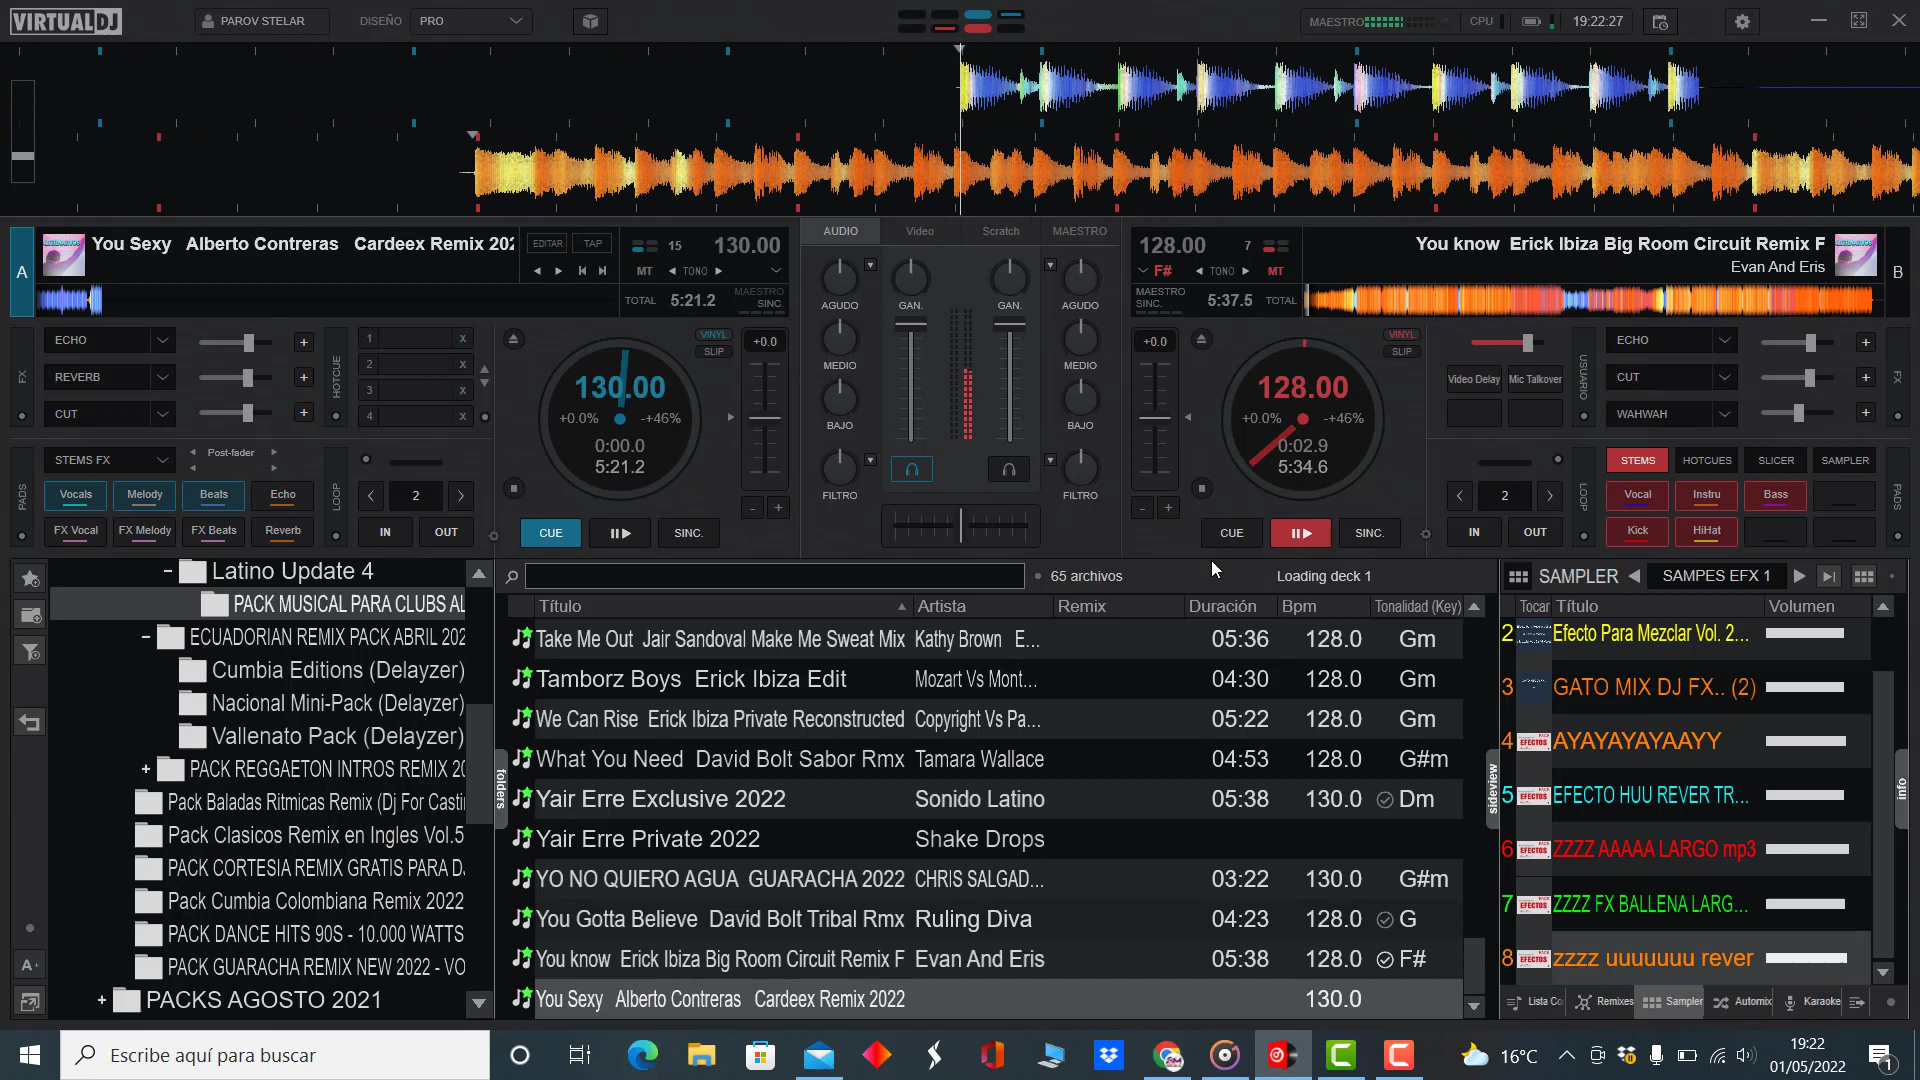 VIRTUALDJ
PAROV STELAR
DISEÑO
PRO
MAESTRO
CPU
19:22:27
A
You Sexy   Alberto Contreras   Cardeex Remix 202
EDITAR
TAP
15
130.00
MT
TONO
TOTAL
5:21.2
MAESTRO SINC.
AUDIO
Video
Scratch
MAESTRO
128.00
7
F#
TONO
MT
MAESTRO SINC.
5:37.5
TOTAL
You know  Erick Ibiza Big Room Circuit Remix F
Evan And Eris
B
FX
ECHO
REVERB
CUT
HOTCUE
1 x
2 x
3 x
4 x
VINYL
SLIP
130.00
+0.0%
-+46%
0:00.0
5:21.2
+0.0
AGUDO
GAN.
GAN.
AGUDO
MEDIO
MEDIO
BAJO
BAJO
FILTRO
FILTRO
+0.0
VINYL
SLIP
128.00
+0.0%
-+46%
0:02.9
5:34.6
Video Delay
Mic Talkover
USUARIO
ECHO
CUT
WAHWAH
FX
PADS
STEMS FX
Post-fader
Vocals
Melody
Beats
Echo
FX Vocal
FX Melody
FX Beats
Reverb
LOOP
2
IN
OUT
CUE
SINC.
CUE
SINC.
2
IN
OUT
LOOP
STEMS
HOTCUES
SLICER
SAMPLER
Vocal
Instru
Bass
Kick
HiHat
PADS
Latino Update 4
PACK MUSICAL PARA CLUBS AL
ECUADORIAN REMIX PACK ABRIL 202
Cumbia Editions (Delayzer)
Nacional Mini-Pack (Delayzer)
Vallenato Pack (Delayzer)
PACK REGGAETON INTROS REMIX 20
Pack Baladas Ritmicas Remix (Dj For Casti
Pack Clasicos Remix en Ingles Vol.5
PACK CORTESIA REMIX GRATIS PARA DJ
Pack Cumbia Colombiana Remix 2022
PACK DANCE HITS 90S - 10.000 WATTS
PACK GUARACHA REMIX NEW 2022 - VO
PACKS AGOSTO 2021
folders
65 archivos
Loading deck 1
Título Artista Remix Duración Bpm Tonalidad (Key)
Take Me Out  Jair Sandoval Make Me Sweat Mix Kathy Brown   E... 05:36 128.0 Gm
Tamborz Boys  Erick Ibiza Edit Mozart Vs Mont... 04:30 128.0 Gm
We Can Rise  Erick Ibiza Private Reconstructed Copyright Vs Pa... 05:22 128.0 Gm
What You Need  David Bolt Sabor Rmx Tamara Wallace 04:53 128.0 G#m
Yair Erre Exclusive 2022 Sonido Latino 05:38 130.0 Dm
Yair Erre Private 2022 Shake Drops
YO NO QUIERO AGUA  GUARACHA 2022 CHRIS SALGAD... 03:22 130.0 G#m
You Gotta Believe  David Bolt Tribal Rmx Ruling Diva 04:23 128.0 G
You know  Erick Ibiza Big Room Circuit Remix F Evan And Eris 05:38 128.0 F#
You Sexy   Alberto Contreras   Cardeex Remix 2022 130.0
sideview
SAMPLER
SAMPES EFX 1
Tocar Título Volumen
2 Efecto Para Mezclar Vol. 2...
3 GATO MIX DJ FX.. (2)
4 EFECTOS AYAYAYAYAAYY
5 EFECTOS EFECTO HUU REVER TR...
6 EFECTOS ZZZZ AAAAA LARGO mp3
7 EFECTOS ZZZZ FX BALLENA LARG...
8 EFECTOS zzzz uuuuuuu rever
info
Lista Co
Remixes
Sampler
Automix
Karaoke
Escribe aquí para buscar
16°C
19:22
01/05/2022
1